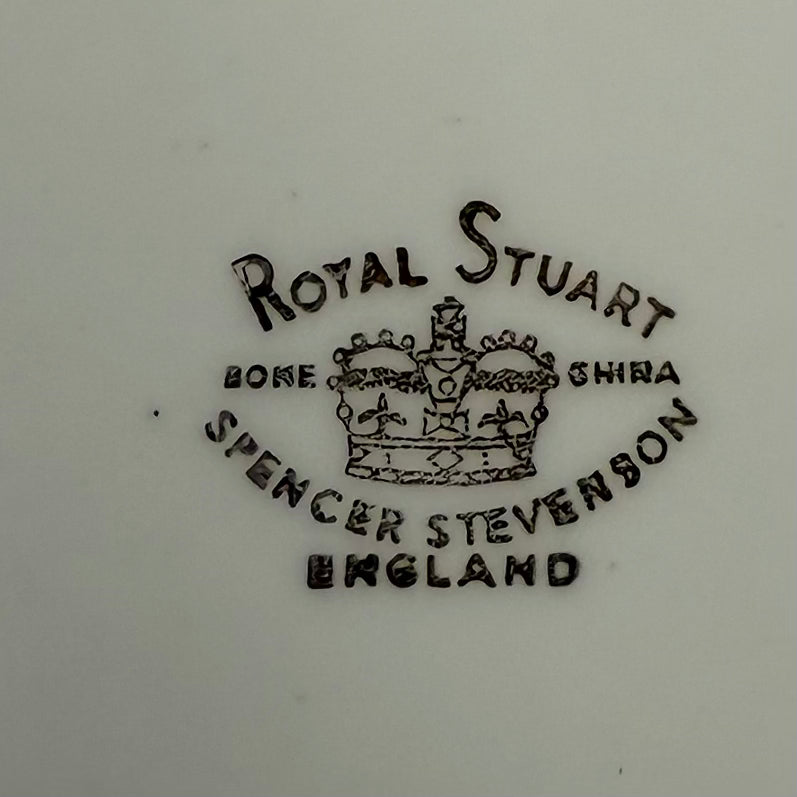 ROYAL STUART
BONE CHINA
SPENCER STEVENSON
ENGLAND